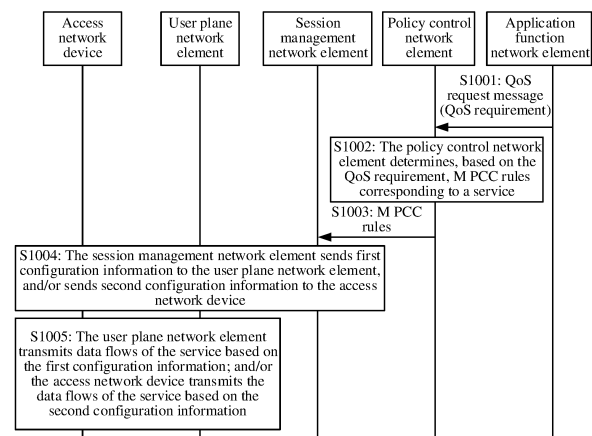 Access
network
device
User plane
network
element
Session
management
network element
Policy control
network
element
Application
function
network element
S1001: QoS
request message
(QoS requirement)
S1002: The policy control network
element determines, based on the
QoS requirement, M PCC rules
corresponding to a service
S1003: M PCC
rules
S1004: The session management network element sends first
configuration information to the user plane network element,
and/or sends second configuration information to the access
network device
S1005: The user plane network element
transmits data flows of the service based on
the first configuration information; and/or
the access network device transmits the
data flows of the service based on the
second configuration information